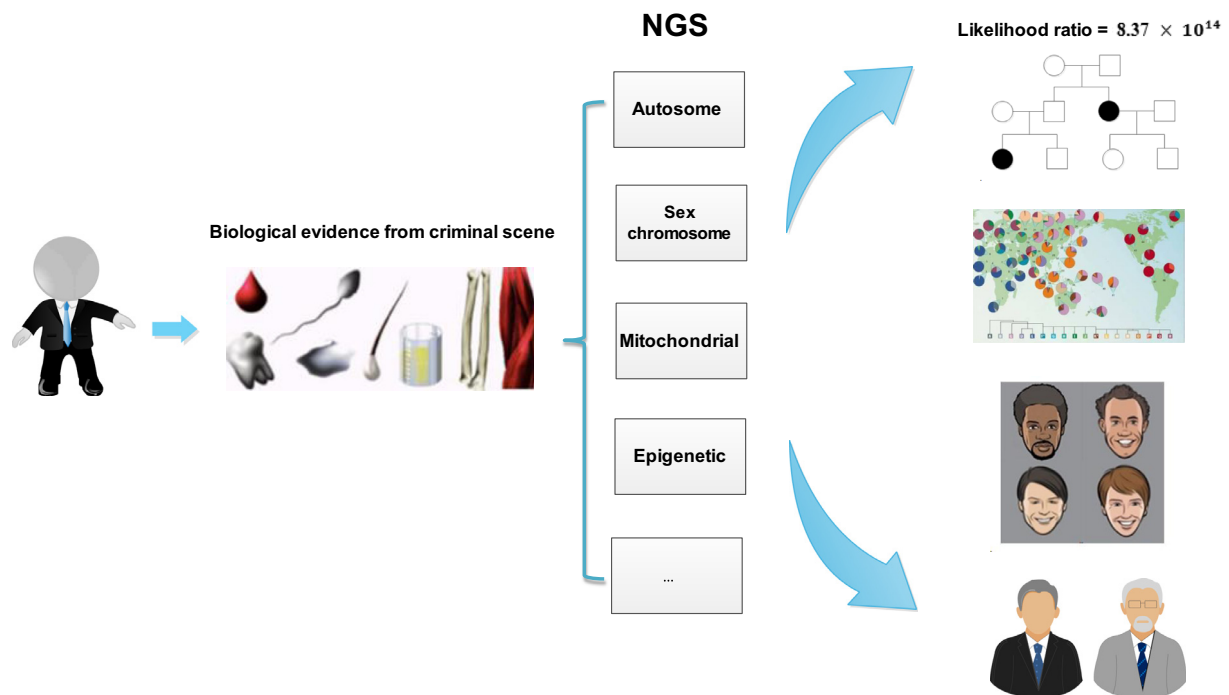 NGS
Likelihood ratio = 8.37 × 10¹⁴
Autosome
Sex
chromosome
Biological evidence from criminal scene
Mitochondrial
Epigenetic
...